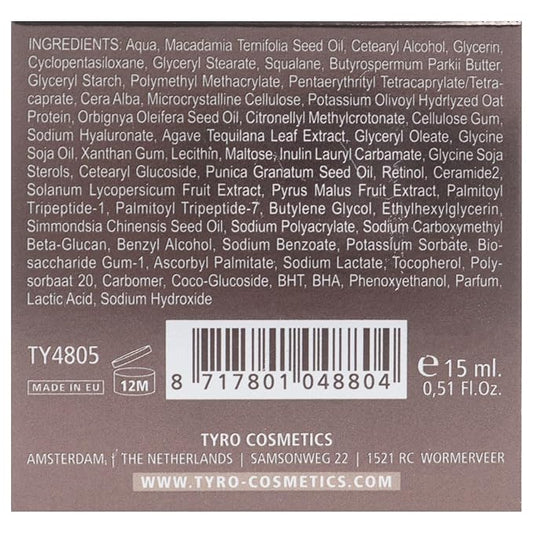 INGREDIENTS: Aqua, Macadamia Ternifolia Seed Oil, Cetearyl Alcohol, Glycerin,
Cyclopentasiloxane, Glyceryl Stearate, Squalane, Butyrospermum Parkii Butter,
Glyceryl Starch, Polymethyl Methacrylate, Pentaerythrityl Tetracaprylate/Tetra-
caprate, Cera Alba, Microcrystalline Cellulose, Potassium Olivoyl Hydrlyzed Oat
Protein, Orbignya Oleifera Seed Oil, Citronellyl Methylcrotonate, Cellulose Gum,
Sodium Hyaluronate, Agave Tequilana Leaf Extract, Glyceryl Oleate, Glycine
Soja Oil, Xanthan Gum, Lecithin, Maltose, Inulin Lauryl Carbamate, Glycine Soja
Sterols, Cetearyl Glucoside, Punica Granatum Seed Oil, Retinol, Ceramide2,
Solanum Lycopersicum Fruit Extract, Pyrus Malus Fruit Extract, Palmitoyl
Tripeptide-1, Palmitoyl Tripeptide-7, Butylene Glycol, Ethylhexylglycerin,
Simmondsia Chinensis Seed Oil, Sodium Polyacrylate, Sodium Carboxymethyl
Beta-Glucan, Benzyl Alcohol, Sodium Benzoate, Potassium Sorbate, Bio-
saccharide Gum-1, Ascorbyl Palmitate, Sodium Lactate, Tocopherol, Poly-
sorbaat 20, Carbomer, Coco-Glucoside, BHT, BHA, Phenoxyethanol, Parfum,
Lactic Acid, Sodium Hydroxide
TY4805
MADE IN EU
12M
8 717801 048804
e 15 ml.
0,51 Fl.Oz.
TYRO COSMETICS
AMSTERDAM, | THE NETHERLANDS | SAMSONWEG 22 | 1521 RC WORMERVEER
WWW.TYRO-COSMETICS.COM